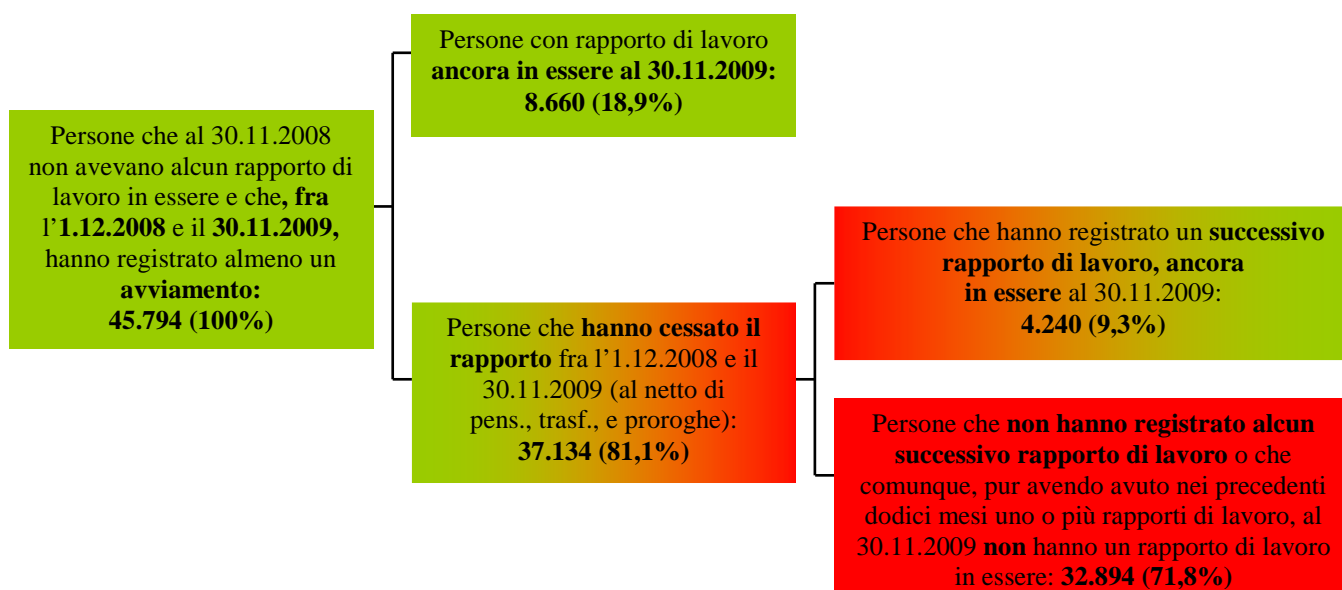 Persone che al 30.11.2008
non avevano alcun rapporto di
lavoro in essere e che, fra
l’1.12.2008 e il 30.11.2009,
hanno registrato almeno un
avviamento:
45.794 (100%)
Persone con rapporto di lavoro
ancora in essere al 30.11.2009:
8.660 (18,9%)
Persone che hanno cessato il
rapporto fra l’1.12.2008 e il
30.11.2009 (al netto di
pens., trasf., e proroghe):
37.134 (81,1%)
Persone che hanno registrato un successivo
rapporto di lavoro, ancora
in essere al 30.11.2009:
4.240 (9,3%)
Persone che non hanno registrato alcun
successivo rapporto di lavoro o che
comunque, pur avendo avuto nei precedenti
dodici mesi uno o più rapporti di lavoro, al
30.11.2009 non hanno un rapporto di lavoro
in essere: 32.894 (71,8%)